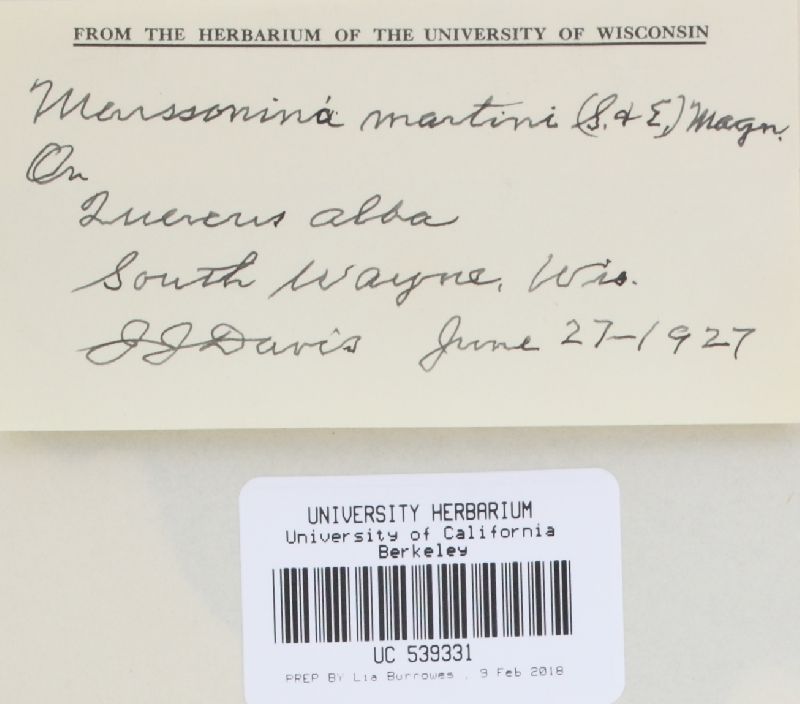 FROM THE HERBARIUM OF THE UNIVERSITY OF WISCONSIN
Marssonina martini (S. & E.) Magn.
On
Quercus alba
South Wayne, Wis.
JJ Davis June 27-1927
UNIVERSITY HERBARIUM
University of California
Berkeley
UC 539331
PREP BY Lia Burrowes . 9 Feb 2018